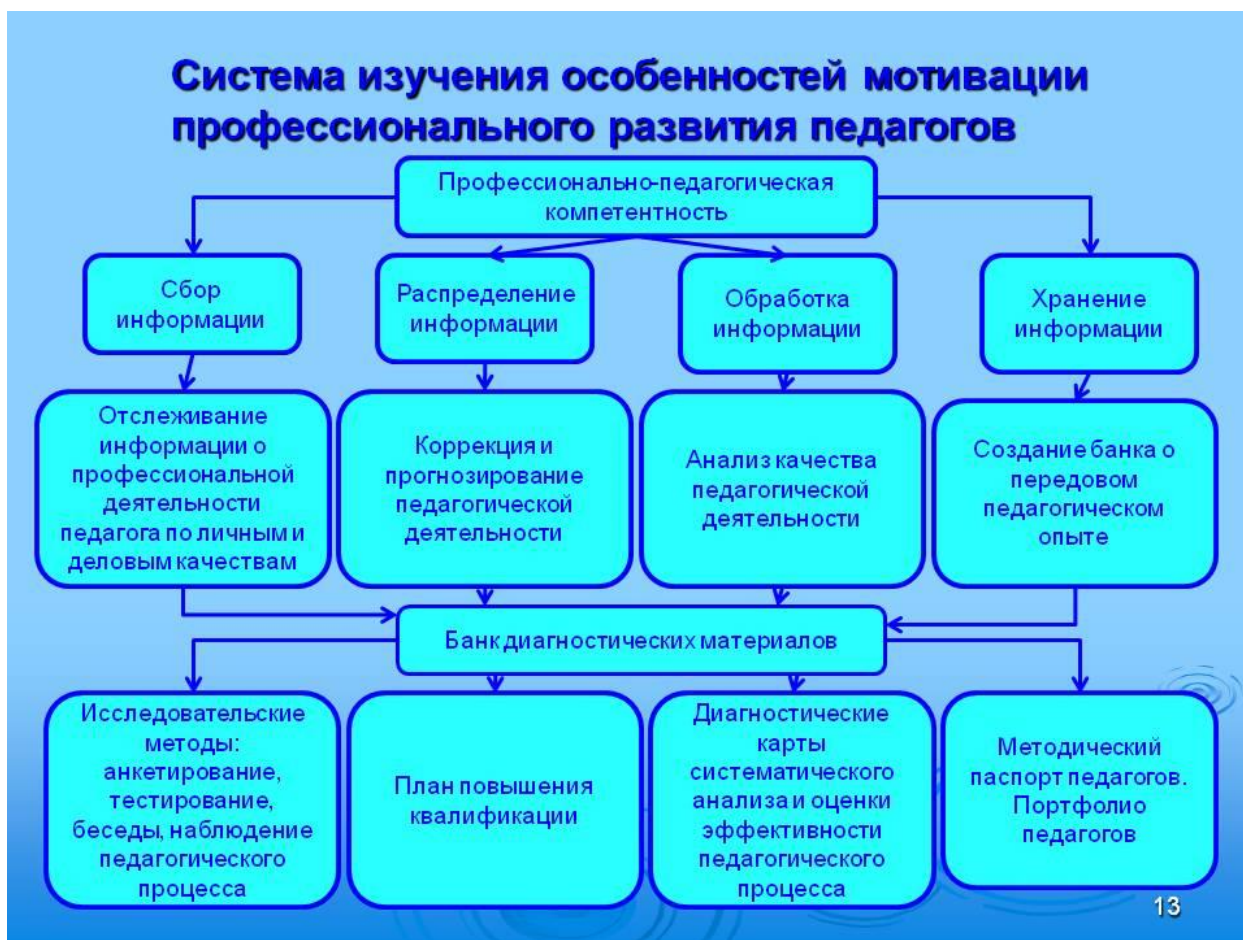 Система изучения особенностей мотивации
профессионального развития педагогов
Профессионально-педагогическая
компетентность
Сбор
информации
Распределение
информации
Обработка
информации
Хранение
информации
Отслеживание
информации о
профессиональной
деятельности
педагога по личным и
деловым качествам
Коррекция и
прогнозирование
педагогической
деятельности
Анализ качества
педагогической
деятельности
Создание банка о
передовом
педагогическом
опыте
Банк диагностических материалов
Исследовательские
методы:
анкетирование,
тестирование,
беседы, наблюдение
педагогического
процесса
План повышения
квалификации
Диагностические
карты
систематического
анализа и оценки
эффективности
педагогического
процесса
Методический
паспорт педагогов.
Портфолио
педагогов
13